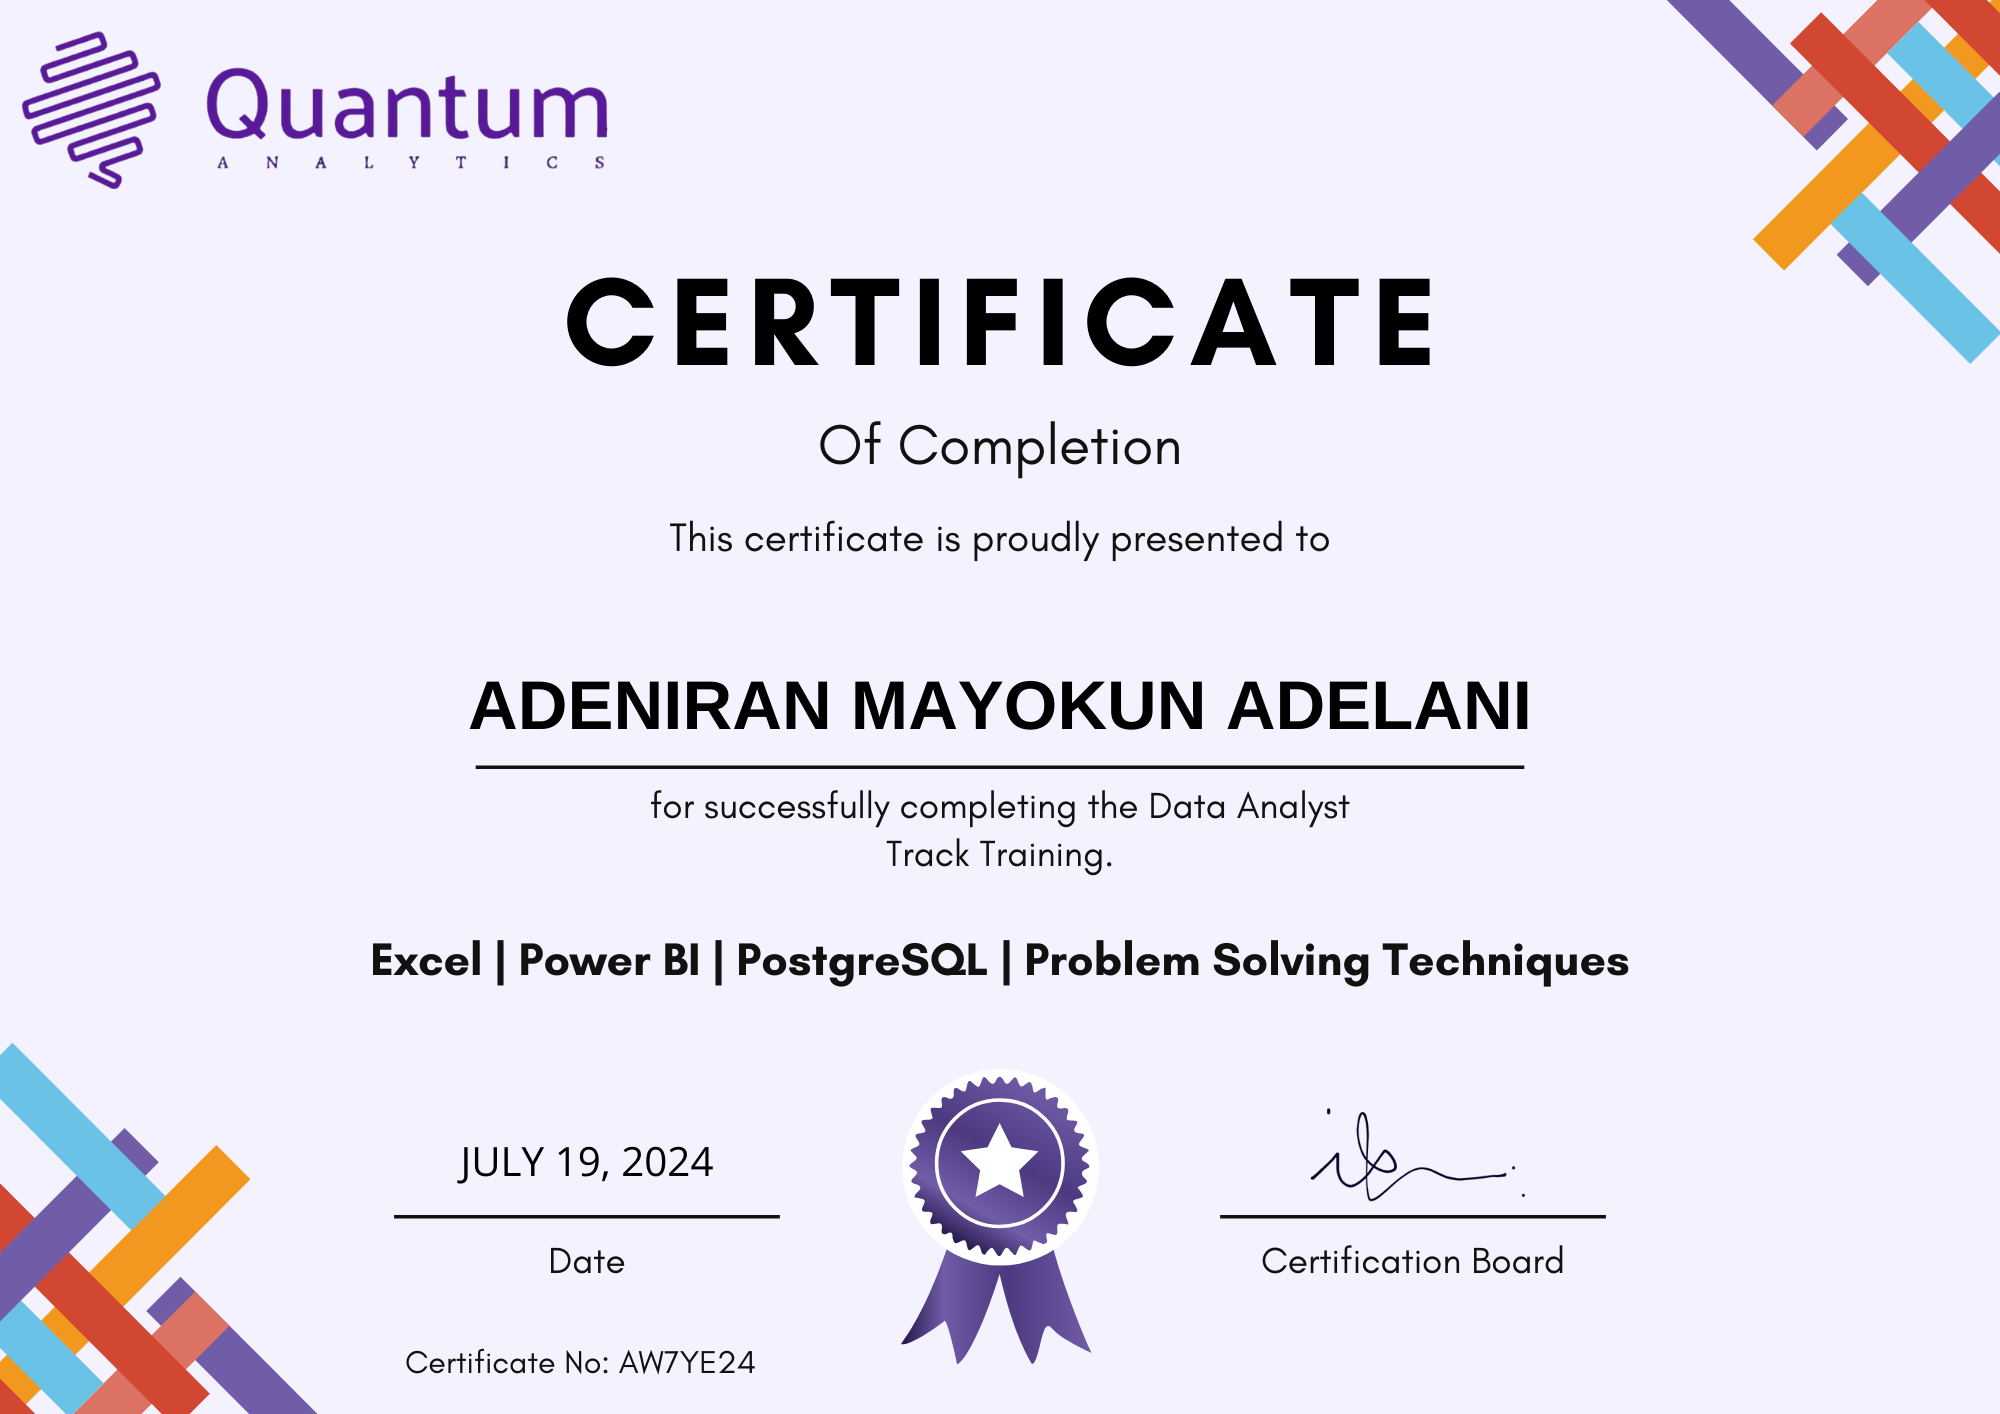 Quantum
ANALYTICS
CERTIFICATE
Of Completion
This certificate is proudly presented to
ADENIRAN MAYOKUN ADELANI
for successfully completing the Data Analyst
Track Training.
Excel | Power BI | PostgreSQL | Problem Solving Techniques
JULY 19, 2024
Date
Certification Board
Certificate No: AW7YE24